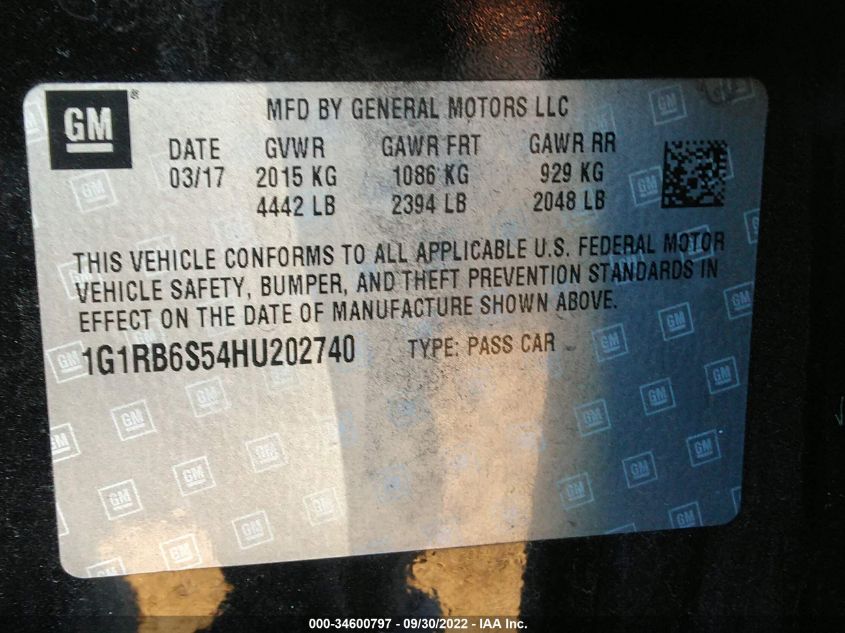 GM ® MFD BY GENERAL MOTORS LLC
DATE GVWR GAWR FRT GAWR RR
03/17 2015 KG 1086 KG 929 KG
4442 LB 2394 LB 2048 LB
THIS VEHICLE CONFORMS TO ALL APPLICABLE U.S. FEDERAL MOTOR
VEHICLE SAFETY, BUMPER, AND THEFT PREVENTION STANDARDS IN
EFFECT ON THE DATE OF MANUFACTURE SHOWN ABOVE.
1G1RB6S54HU202740 TYPE: PASS CAR
000-34600797 - 09/30/2022 - IAA Inc.